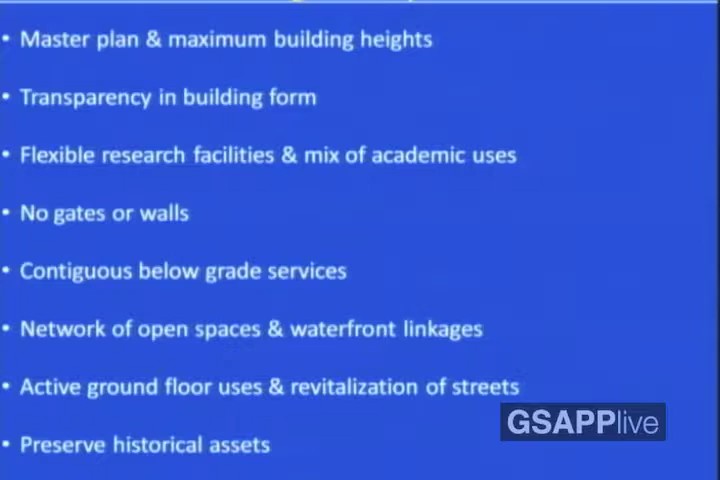 • Master plan & maximum building heights
• Transparency in building form
• Flexible research facilities & mix of academic uses
• No gates or walls
• Contiguous below grade services
• Network of open spaces & waterfront linkages
• Active ground floor uses & revitalization of streets
GSAPPlive
• Preserve historical assets